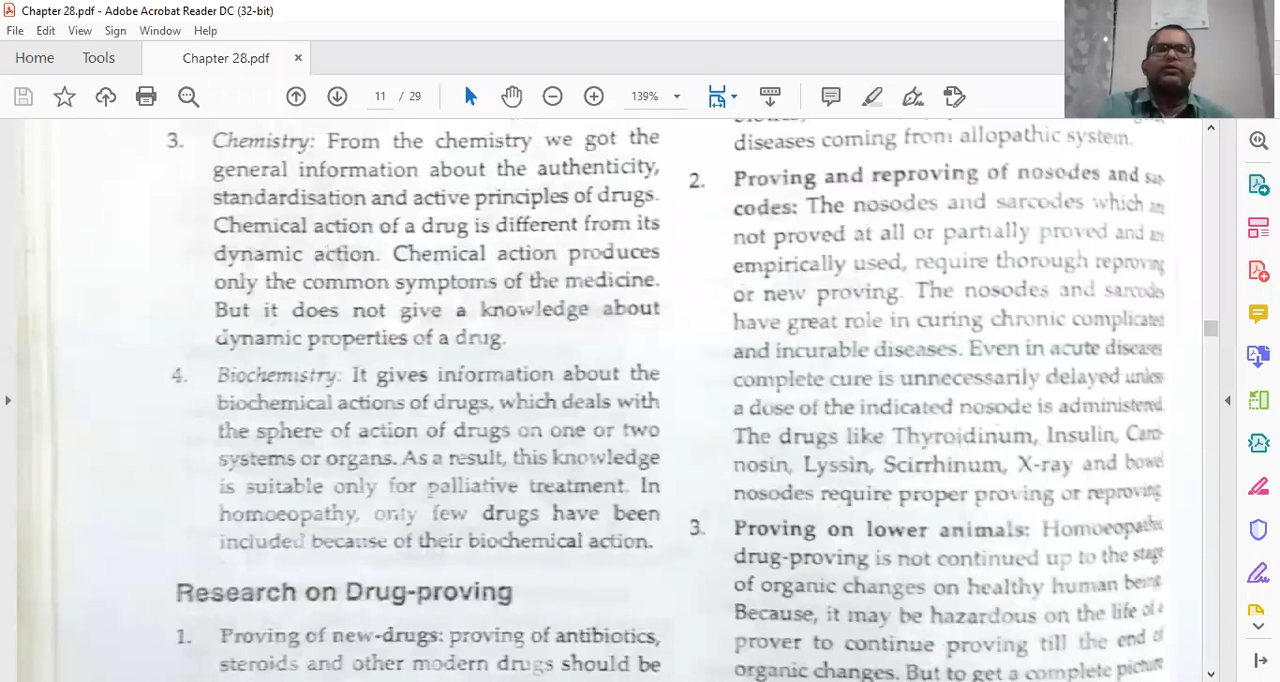 Chapter 28.pdf - Adobe Acrobat Reader DC (32-bit)
File Edit View Sign Window Help
Home Tools Chapter 28.pdf ×
11 / 29 139%
3. Chemistry: From the chemistry we got the
general information about the authenticity,
standardisation and active principles of drugs.
Chemical action of a drug is different from its
dynamic action. Chemical action produces
only the common symptoms of the medicine.
But it does not give a knowledge about
dynamic properties of a drug.
4. Biochemistry: It gives information about the
biochemical actions of drugs, which deals with
the sphere of action of drugs on one or two
systems or organs. As a result, this knowledge
is suitable only for palliative treatment. In
homoeopathy, only few drugs have been
included because of their biochemical action.
Research on Drug-proving
1. Proving of new-drugs: proving of antibiotics,
steroids and other modern drugs should be
diseases coming from allopathic system.
2. Proving and reproving of nosodes and sar-
codes: The nosodes and sarcodes which are
not proved at all or partially proved and are
empirically used, require thorough reproving
or new proving. The nosodes and sarcodes
have great role in curing chronic complicated
and incurable diseases. Even in acute diseases
complete cure is unnecessarily delayed unless
a dose of the indicated nosode is administered.
The drugs like Thyroidinum, Insulin, Carci-
nosin, Lyssin, Scirrhinum, X-ray and bowel
nosodes require proper proving or reproving
3. Proving on lower animals: Homoeopathic
drug-proving is not continued up to the stage
of organic changes on healthy human being.
Because, it may be hazardous on the life of a
prover to continue proving till the end of
organic changes. But to get a complete picture